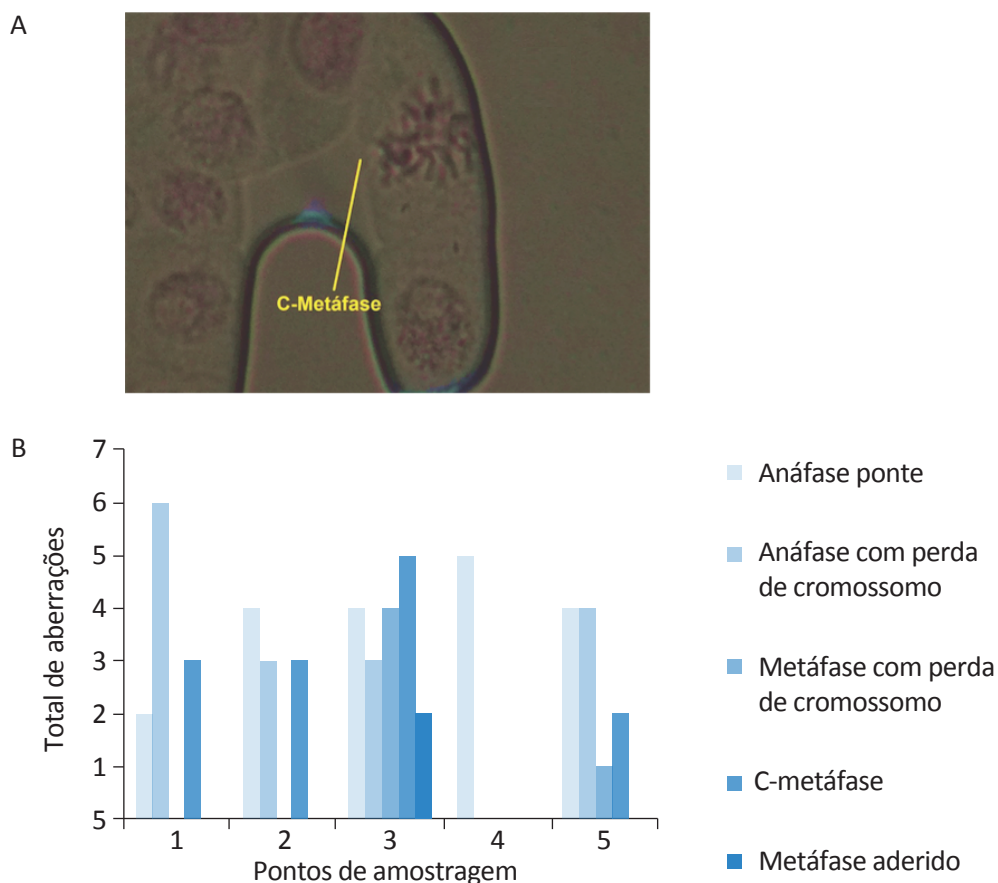 A
C-Metáfase
B
7
6
5
4
3
2
1
5
Total de aberrações
1 2 3 4 5
Pontos de amostragem
Anáfase ponte
Anáfase com perda
de cromossomo
Metáfase com perda
de cromossomo
C-metáfase
Metáfase aderido